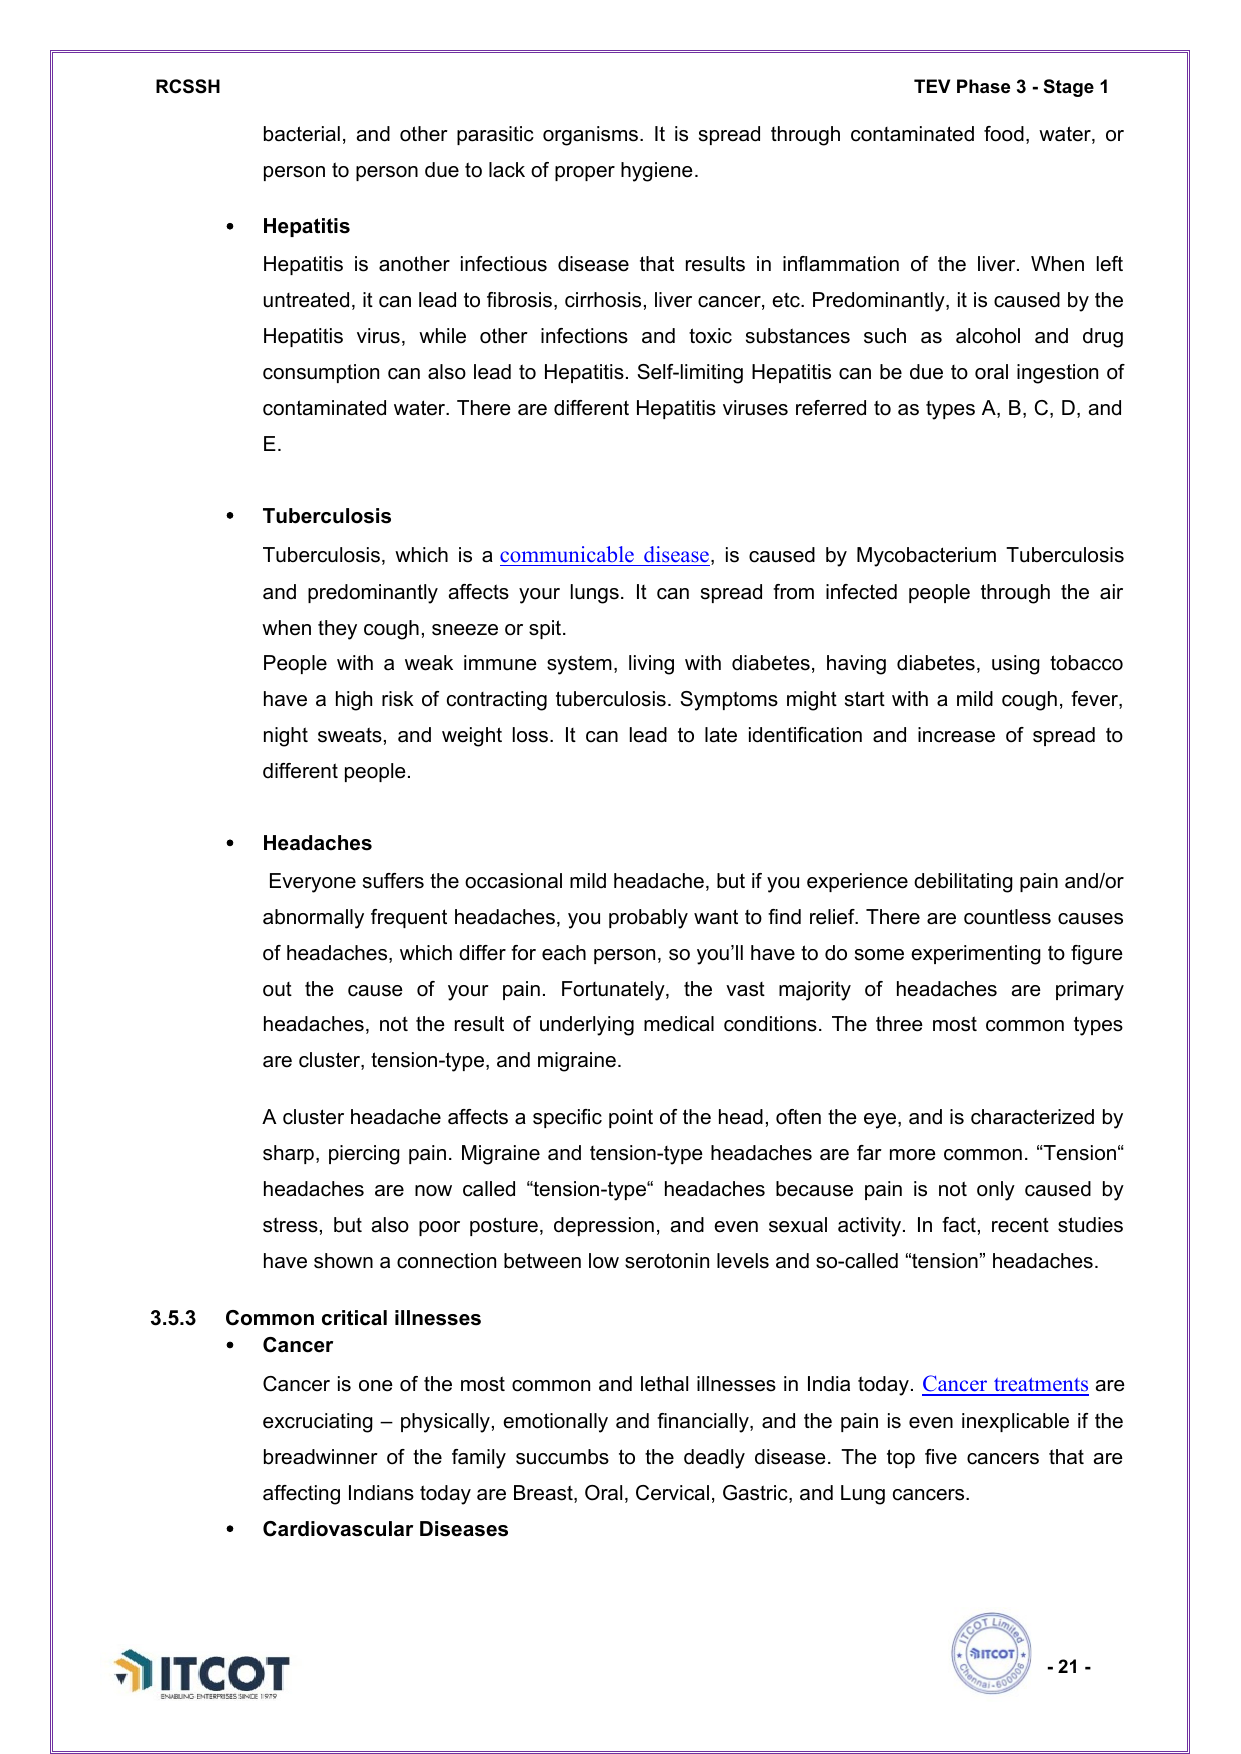 RCSSH TEV Phase 3 - Stage 1
bacterial, and other parasitic organisms. It is spread through contaminated food, water, or
person to person due to lack of proper hygiene.
• Hepatitis
Hepatitis is another infectious disease that results in inflammation of the liver. When left
untreated, it can lead to fibrosis, cirrhosis, liver cancer, etc. Predominantly, it is caused by the
Hepatitis virus, while other infections and toxic substances such as alcohol and drug
consumption can also lead to Hepatitis. Self-limiting Hepatitis can be due to oral ingestion of
contaminated water. There are different Hepatitis viruses referred to as types A, B, C, D, and
E.
• Tuberculosis
Tuberculosis, which is a communicable disease, is caused by Mycobacterium Tuberculosis
and predominantly affects your lungs. It can spread from infected people through the air
when they cough, sneeze or spit.
People with a weak immune system, living with diabetes, having diabetes, using tobacco
have a high risk of contracting tuberculosis. Symptoms might start with a mild cough, fever,
night sweats, and weight loss. It can lead to late identification and increase of spread to
different people.
• Headaches
Everyone suffers the occasional mild headache, but if you experience debilitating pain and/or
abnormally frequent headaches, you probably want to find relief. There are countless causes
of headaches, which differ for each person, so you’ll have to do some experimenting to figure
out the cause of your pain. Fortunately, the vast majority of headaches are primary
headaches, not the result of underlying medical conditions. The three most common types
are cluster, tension-type, and migraine.
A cluster headache affects a specific point of the head, often the eye, and is characterized by
sharp, piercing pain. Migraine and tension-type headaches are far more common. “Tension“
headaches are now called “tension-type“ headaches because pain is not only caused by
stress, but also poor posture, depression, and even sexual activity. In fact, recent studies
have shown a connection between low serotonin levels and so-called “tension” headaches.
3.5.3 Common critical illnesses
• Cancer
Cancer is one of the most common and lethal illnesses in India today. Cancer treatments are
excruciating – physically, emotionally and financially, and the pain is even inexplicable if the
breadwinner of the family succumbs to the deadly disease. The top five cancers that are
affecting Indians today are Breast, Oral, Cervical, Gastric, and Lung cancers.
• Cardiovascular Diseases
ITCOT
ENABLING ENTERPRISES SINCE 1979
ITCOT Limited
ITCOT
Chennai-600006
- 21 -